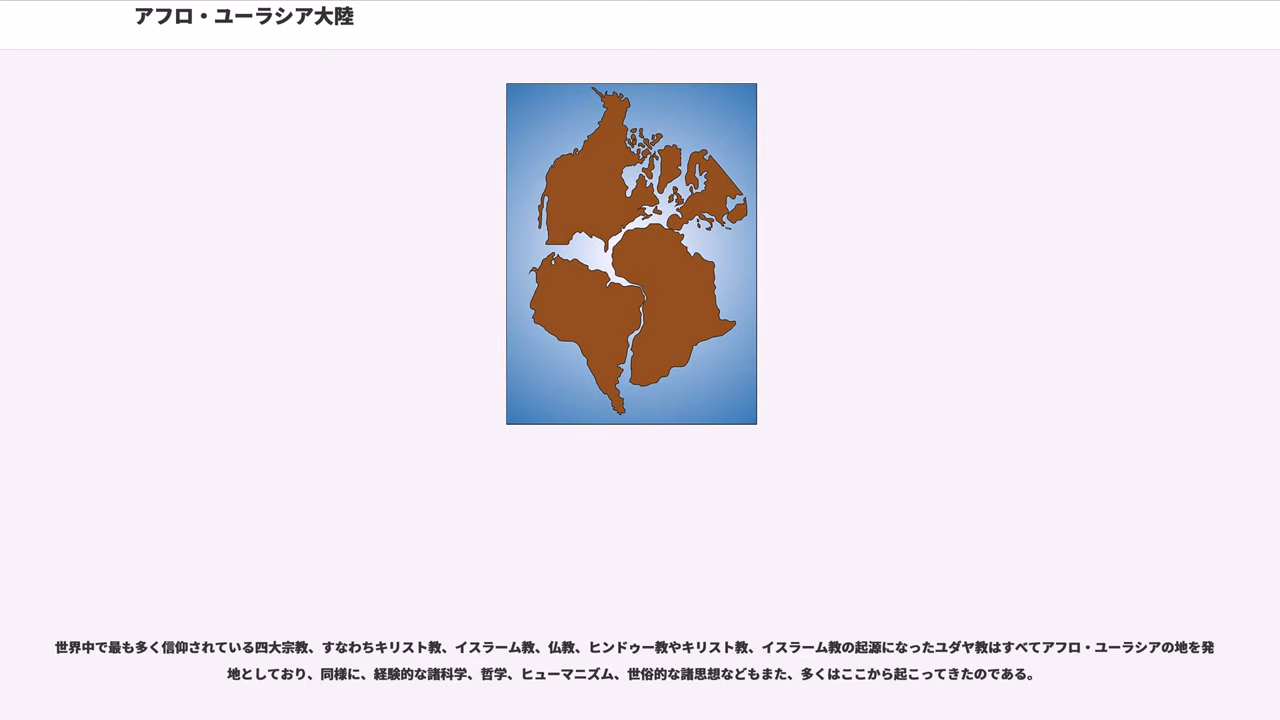 アフロ・ユーラシア大陸
世界中で最も多く信仰されている四大宗教、すなわちキリスト教、イスラーム教、仏教、ヒンドゥー教やキリスト教、イスラーム教の起源になったユダヤ教はすべてアフロ・ユーラシアの地を発
地としており、同様に、経験的な諸科学、哲学、ヒューマニズム、世俗的な諸思想などもまた、多くはここから起こってきたのである。